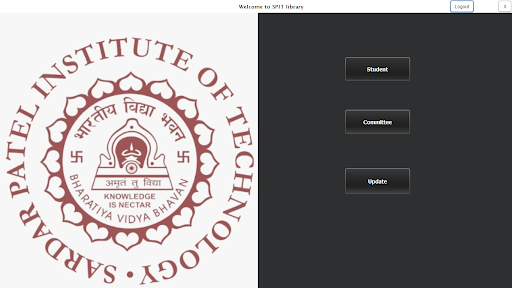 Welcome to SPIT library
Logout
X
SARDAR PATEL INSTITUTE OF TECHNOLOGY
भारतीय विद्या भवन
अमृतं तु विद्या
KNOWLEDGE
IS NECTAR
BHARATIYA VIDYA BHAVAN
Student
Committee
Update